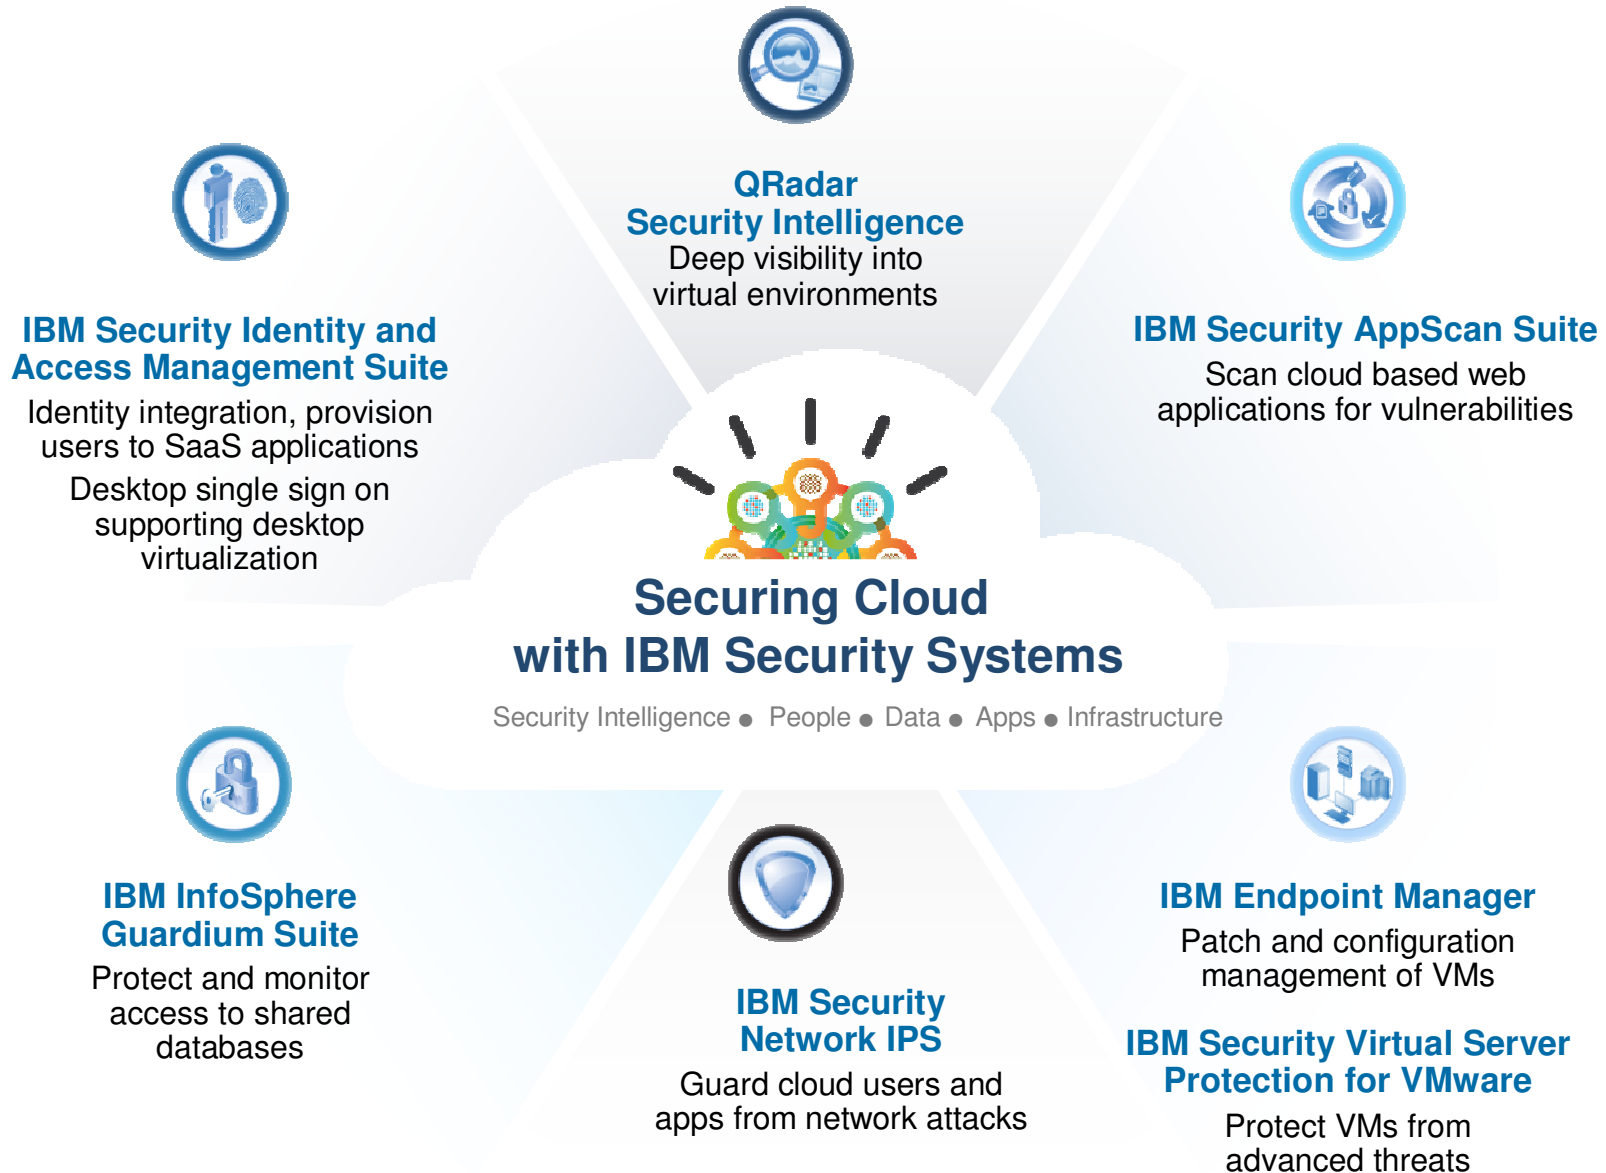 QRadar
Security Intelligence
Deep visibility into
virtual environments
IBM Security Identity and
Access Management Suite
Identity integration, provision
users to SaaS applications
Desktop single sign on
supporting desktop
virtualization
IBM Security AppScan Suite
Scan cloud based web
applications for vulnerabilities
Securing Cloud
with IBM Security Systems
Security Intelligence ● People ● Data ● Apps ● Infrastructure
IBM InfoSphere
Guardium Suite
Protect and monitor
access to shared
databases
IBM Security
Network IPS
Guard cloud users and
apps from network attacks
IBM Endpoint Manager
Patch and configuration
management of VMs
IBM Security Virtual Server
Protection for VMware
Protect VMs from
advanced threats